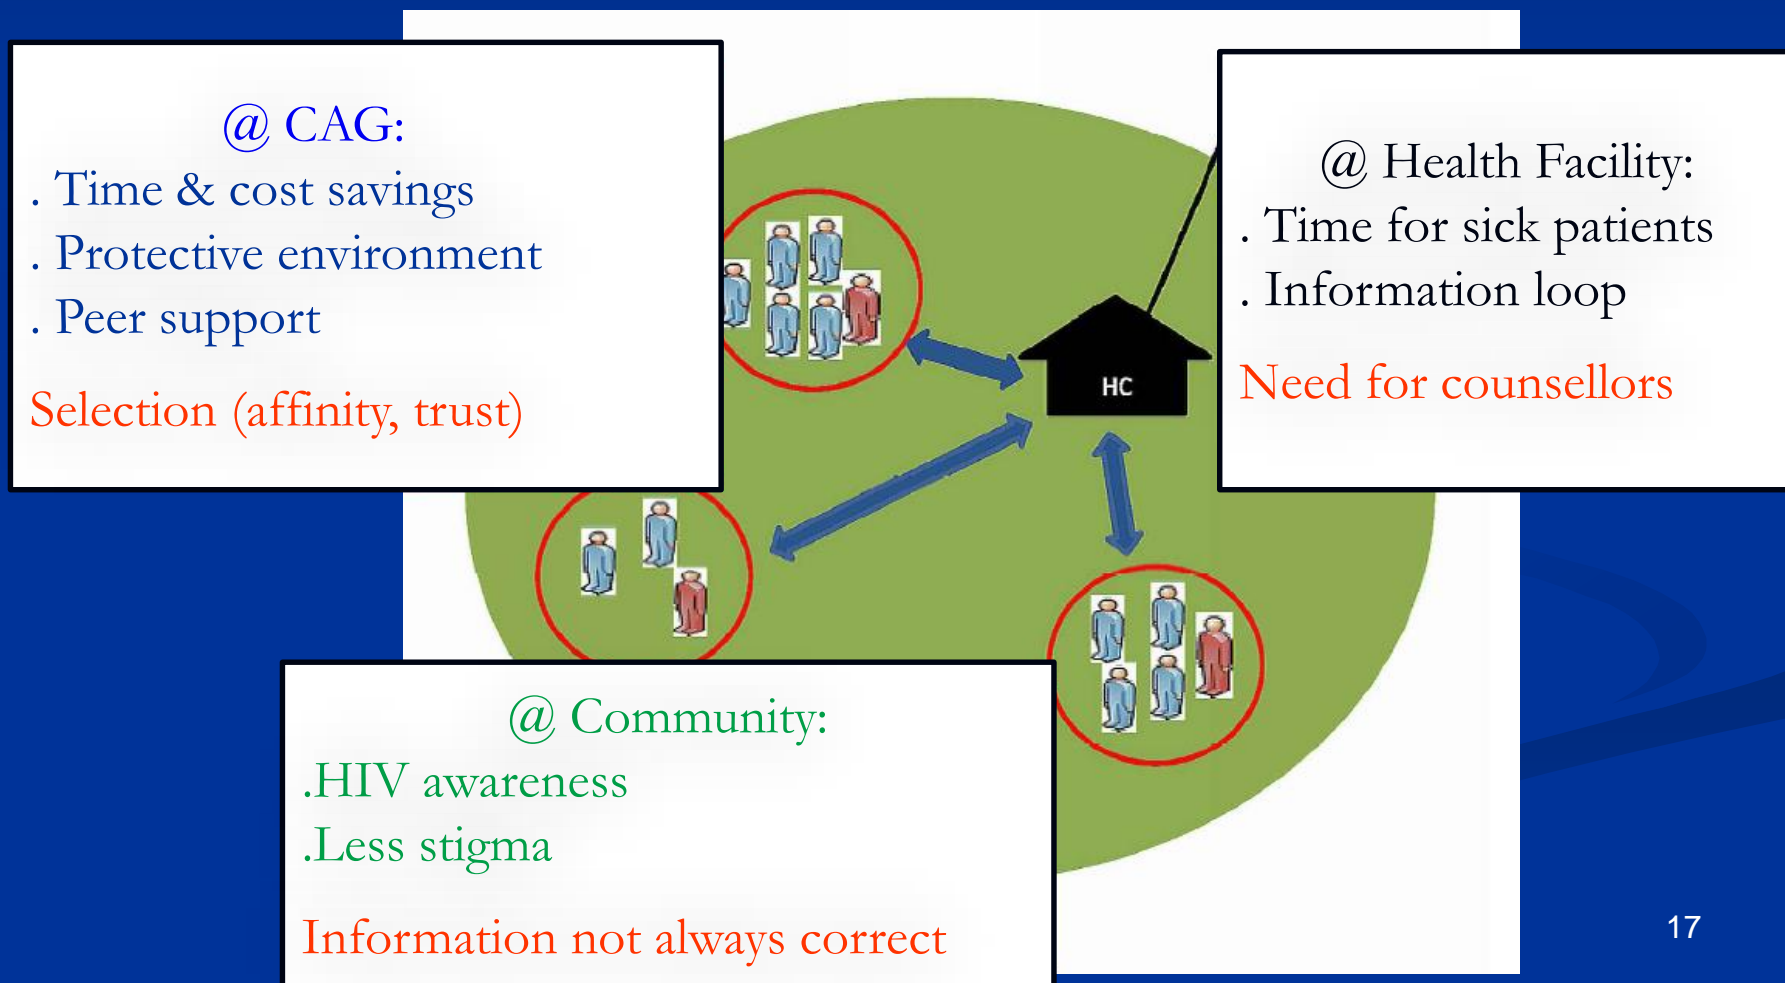 @ CAG:
. Time & cost savings
. Protective environment
. Peer support
Selection (affinity, trust)
@ Health Facility:
. Time for sick patients
. Information loop
Need for counsellors
HC
@ Community:
.HIV awareness
.Less stigma
Information not always correct
17